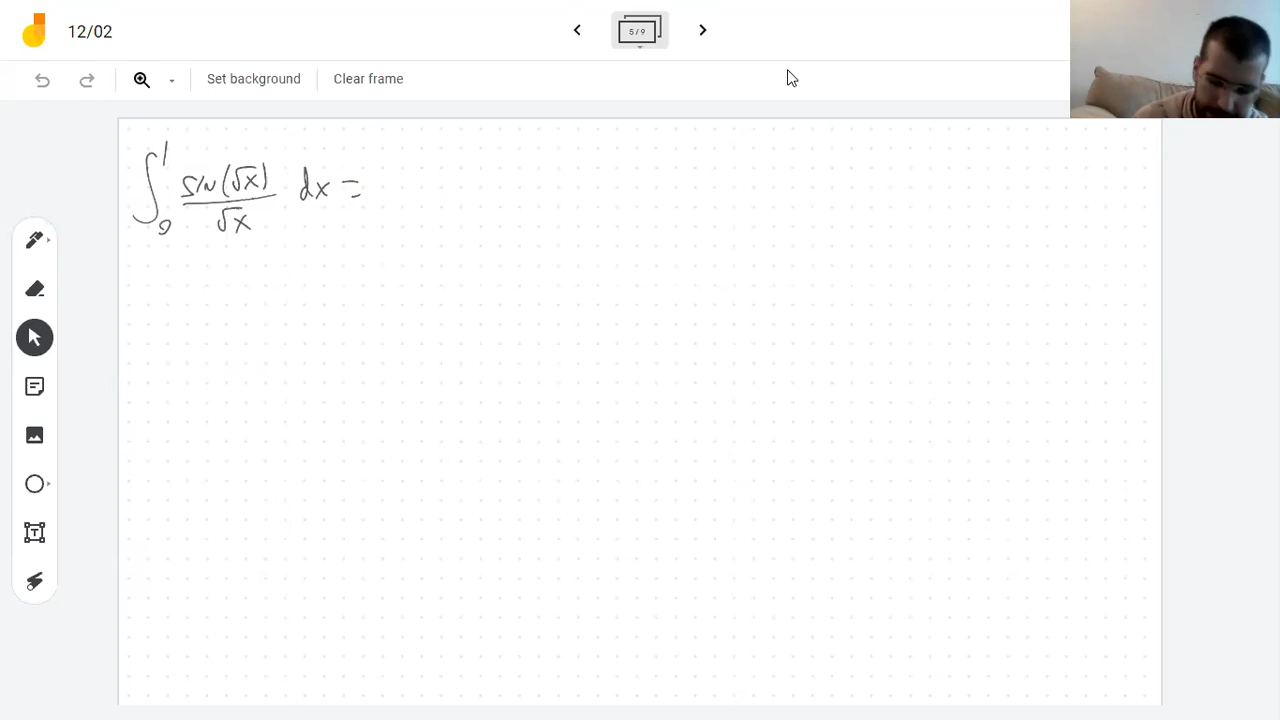 12/02
5 / 9
Set background
Clear frame
∫₀¹ sin(√x)/√x dx =
T